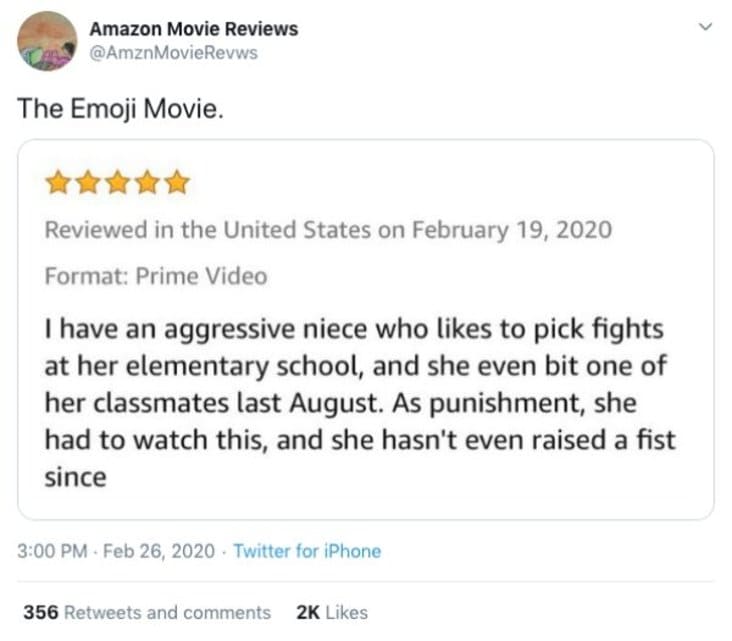 Amazon Movie Reviews
@AmznMovieRevws
The Emoji Movie.
Reviewed in the United States on February 19, 2020
Format: Prime Video
I have an aggressive niece who likes to pick fights
at her elementary school, and she even bit one of
her classmates last August. As punishment, she
had to watch this, and she hasn't even raised a fist
since
3:00 PM · Feb 26, 2020 · Twitter for iPhone
356 Retweets and comments 2K Likes